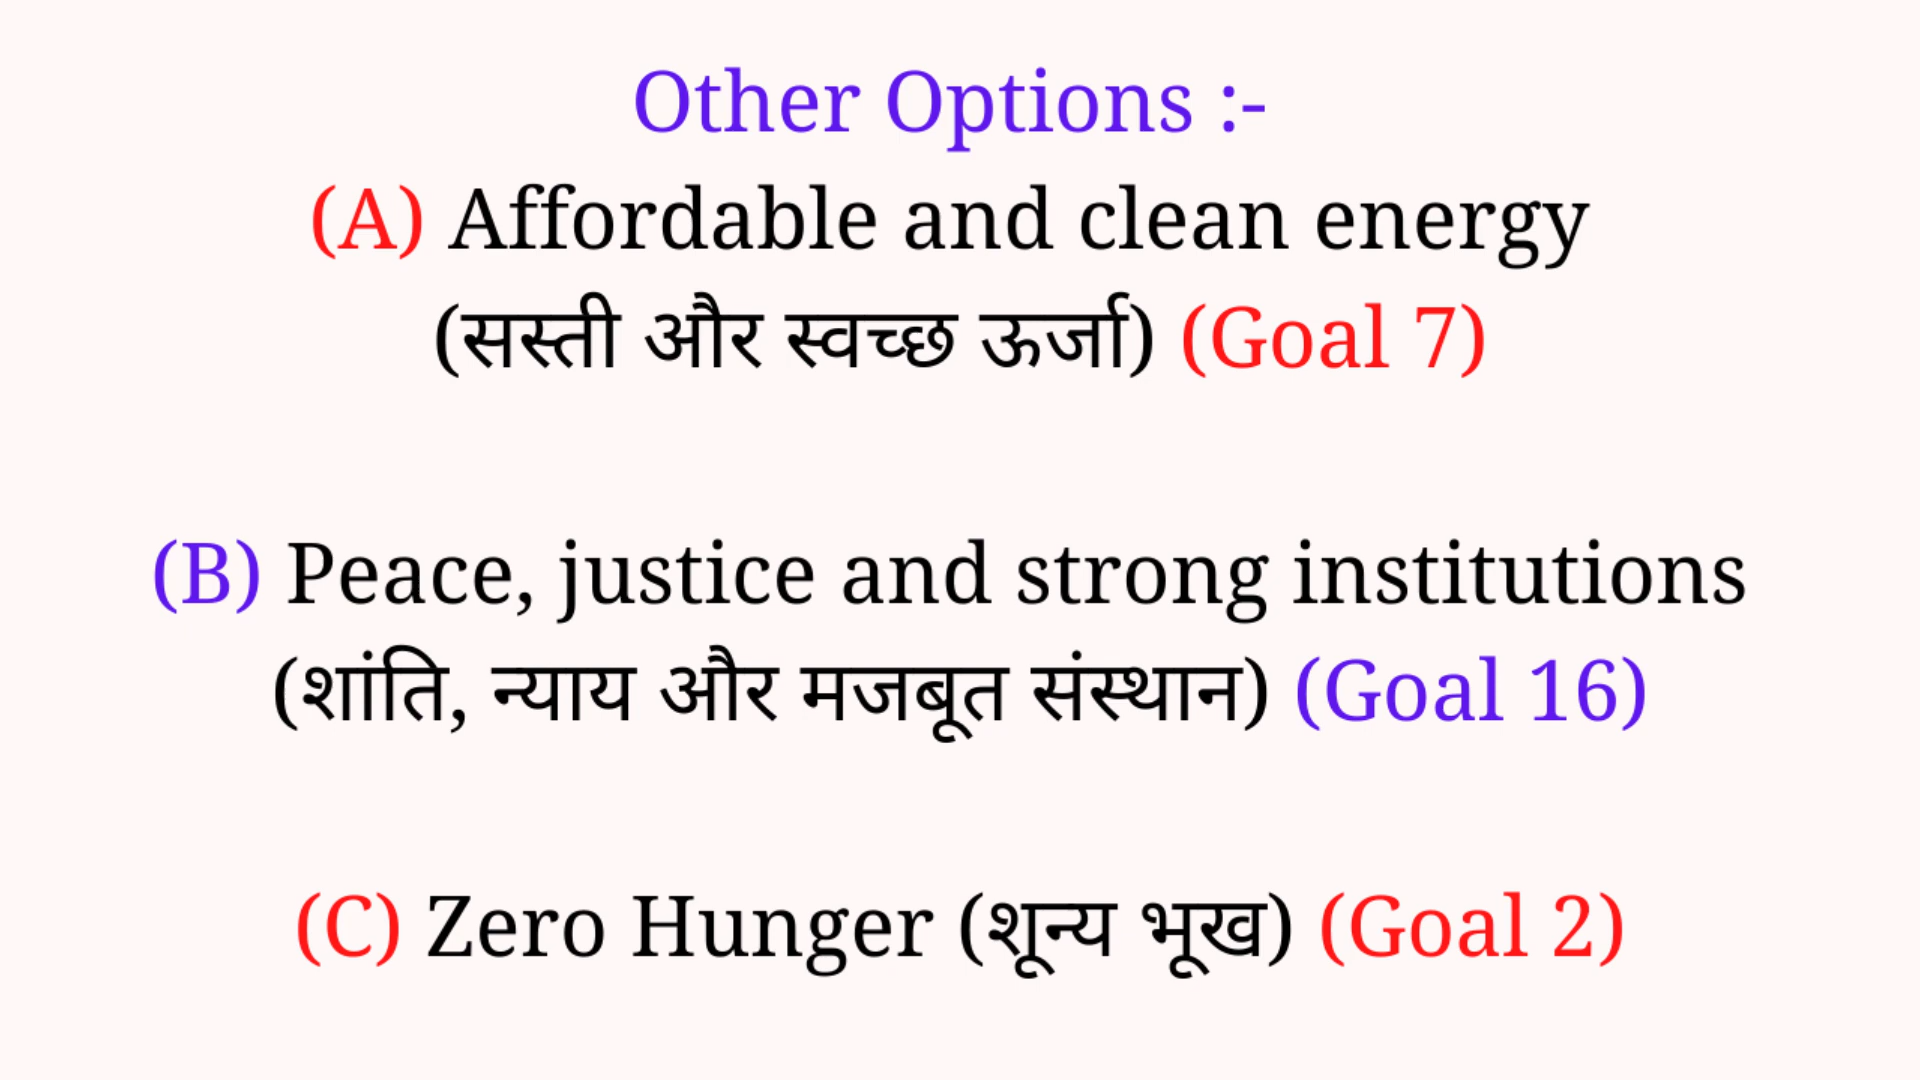 Other Options :-
(A) Affordable and clean energy
(सस्ती और स्वच्छ ऊर्जा) (Goal 7)
(B) Peace, justice and strong institutions
(शांति, न्याय और मजबूत संस्थान) (Goal 16)
(C) Zero Hunger (शून्य भूख) (Goal 2)